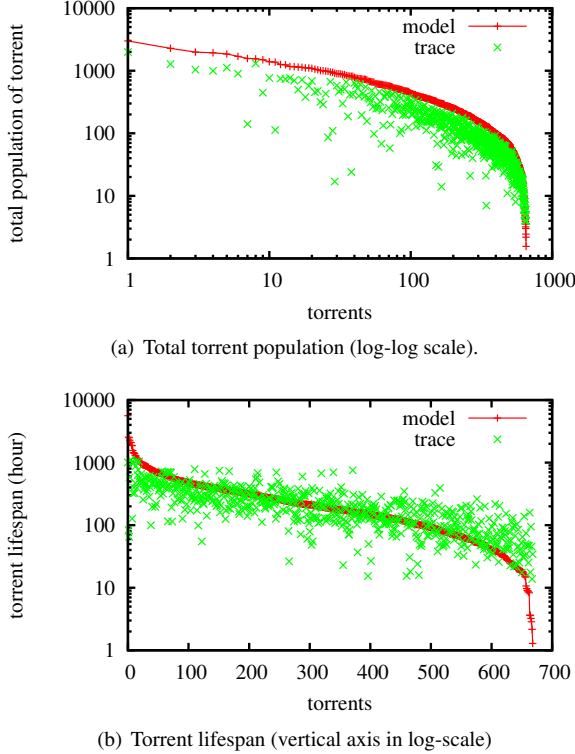 10000
1000
100
10
1
total population of torrent
model
trace
1
10
100
1000
torrents
(a) Total torrent population (log-log scale).
10000
1000
100
10
1
torrent lifespan (hour)
model
trace
0
100
200
300
400
500
600
700
torrents
(b) Torrent lifespan (vertical axis in log-scale)